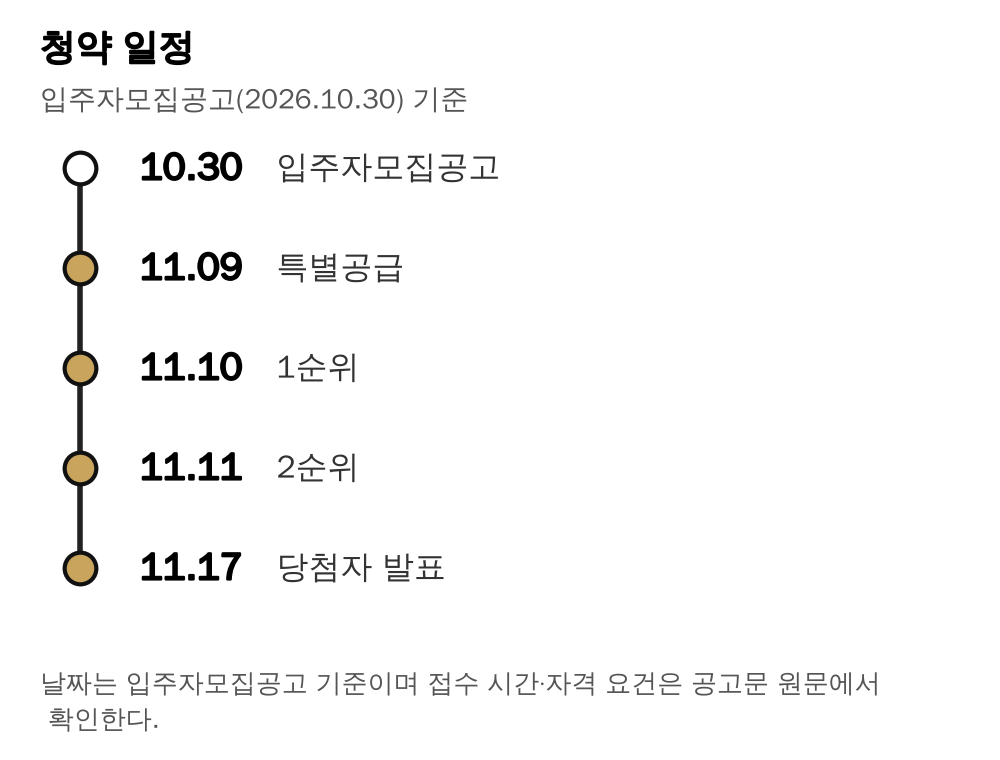 청약 일정
입주자모집공고(2026.10.30) 기준
10.30 입주자모집공고
11.09 특별공급
11.10 1순위
11.11 2순위
11.17 당첨자 발표
날짜는 입주자모집공고 기준이며 접수 시간·자격 요건은 공고문 원문에서
확인한다.